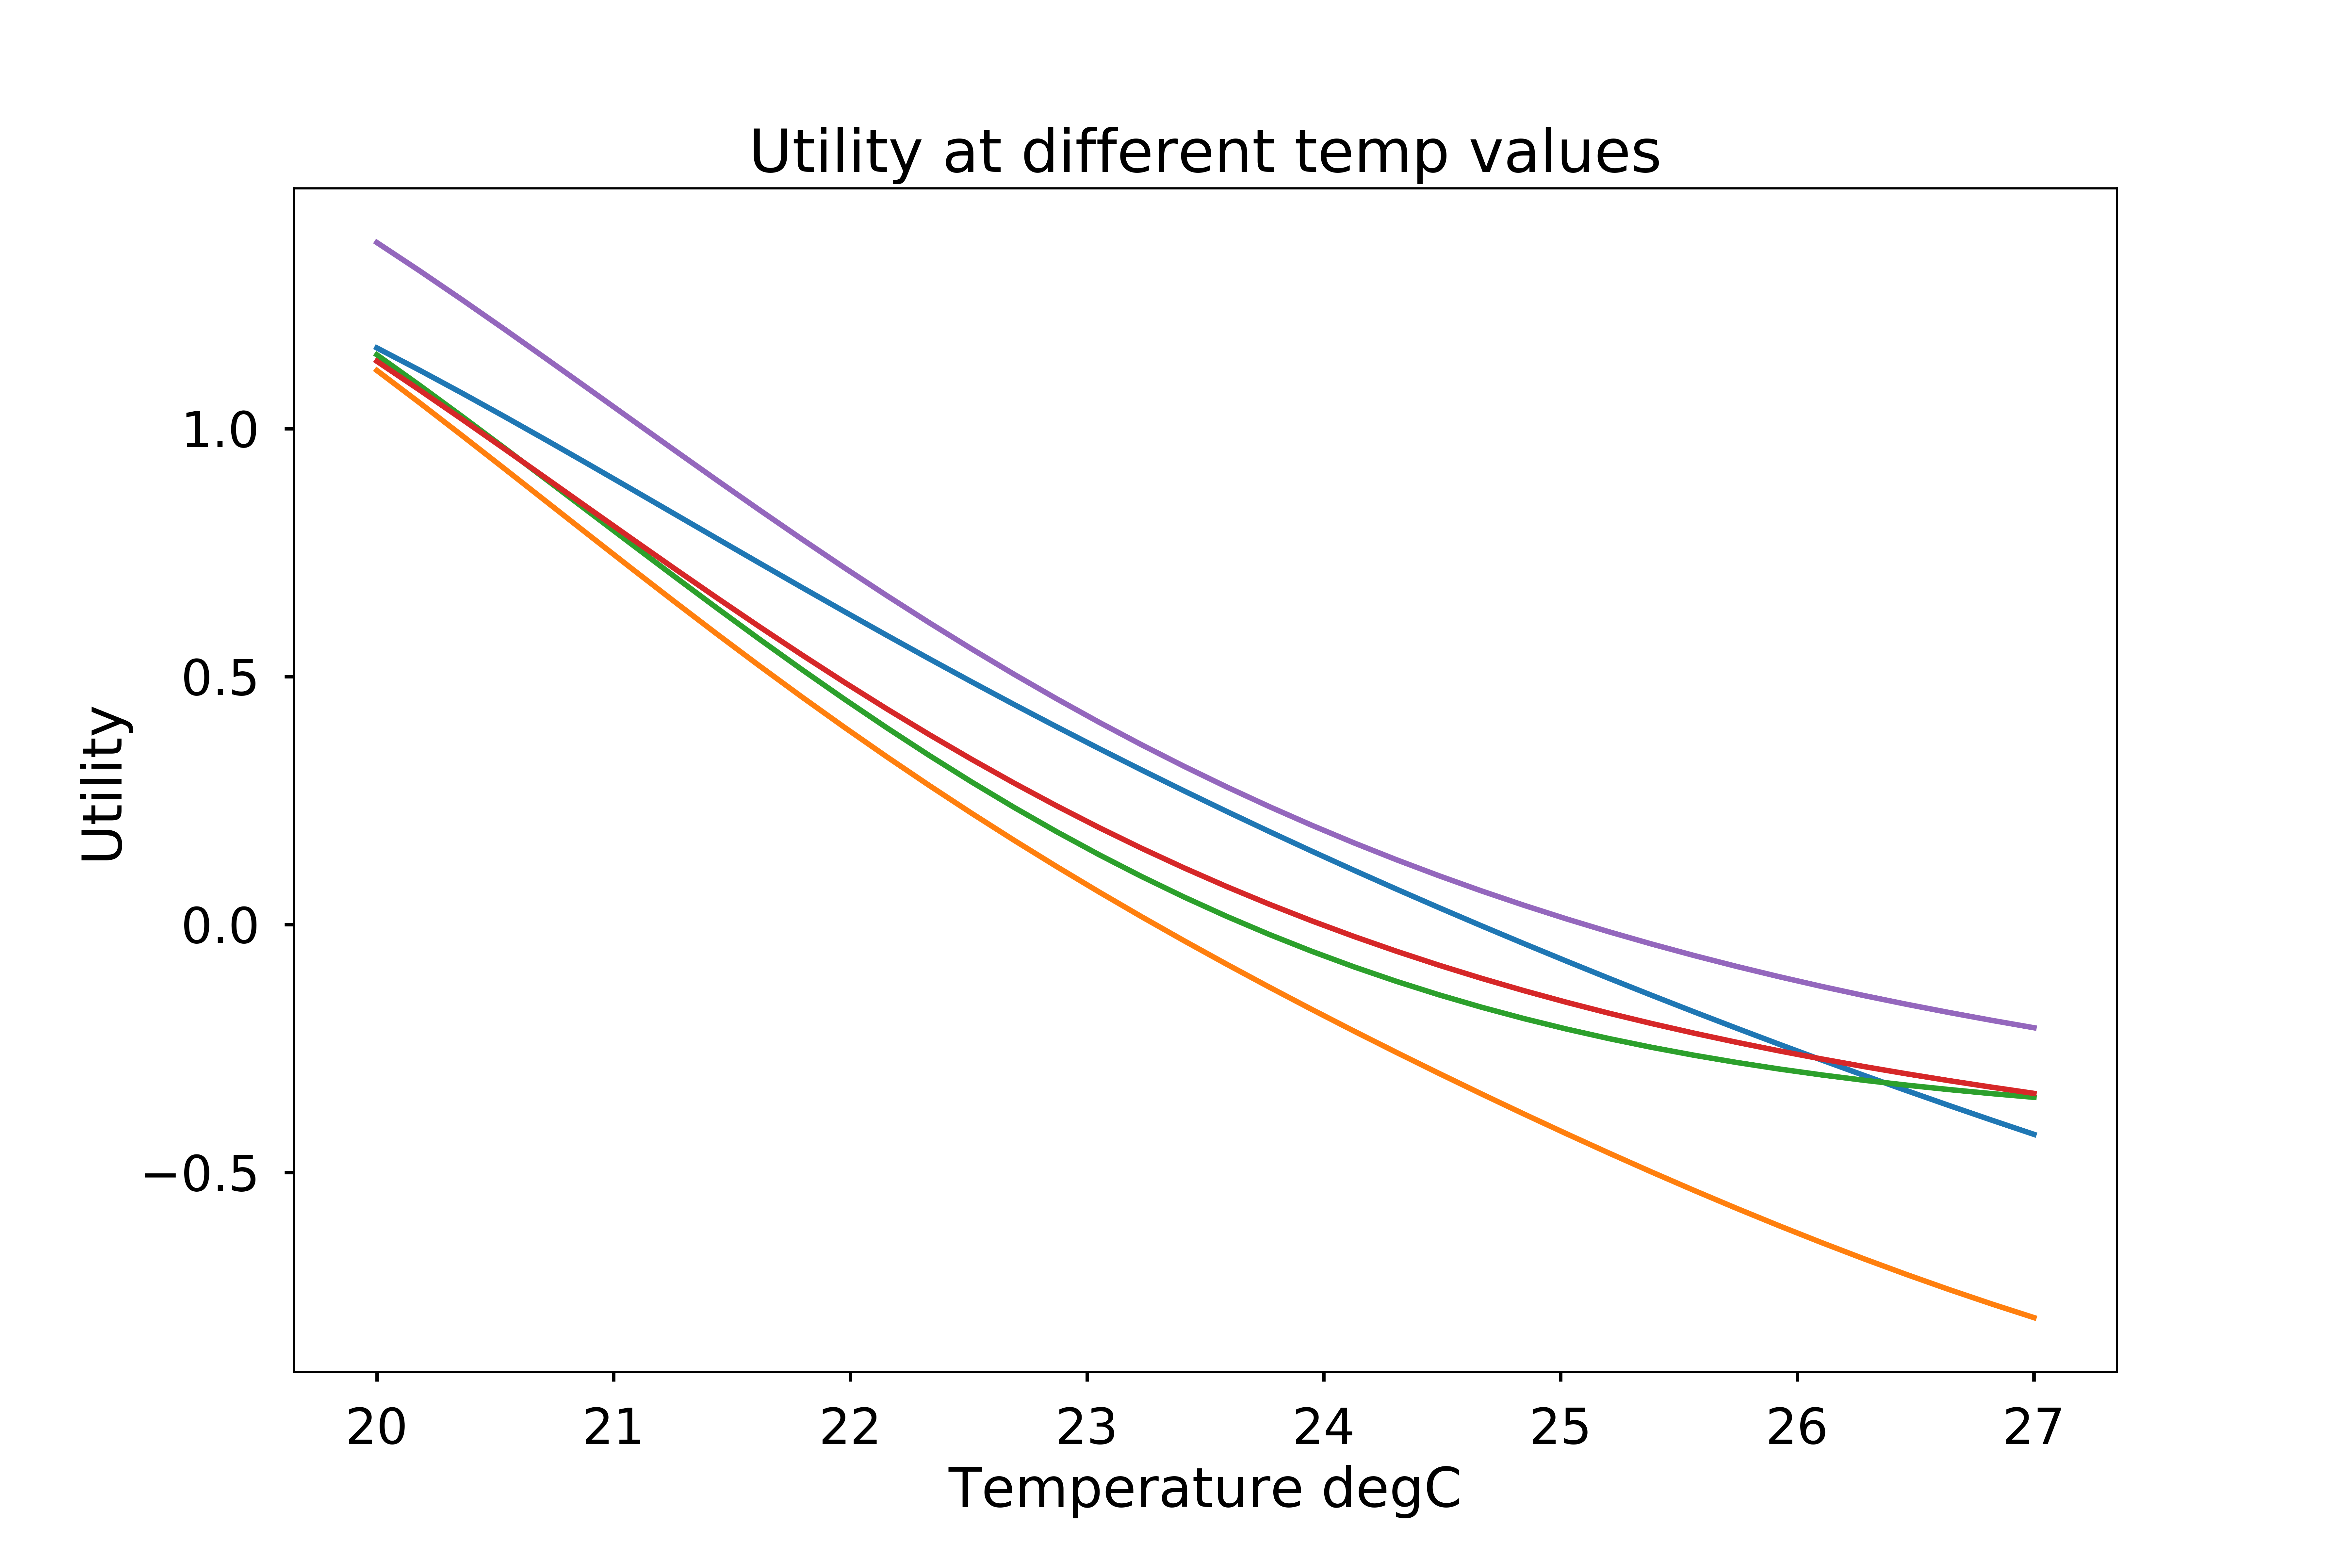 Utility at different temp values
Utility
1.0
0.5
0.0
−0.5
20 21 22 23 24 25 26 27
Temperature degC